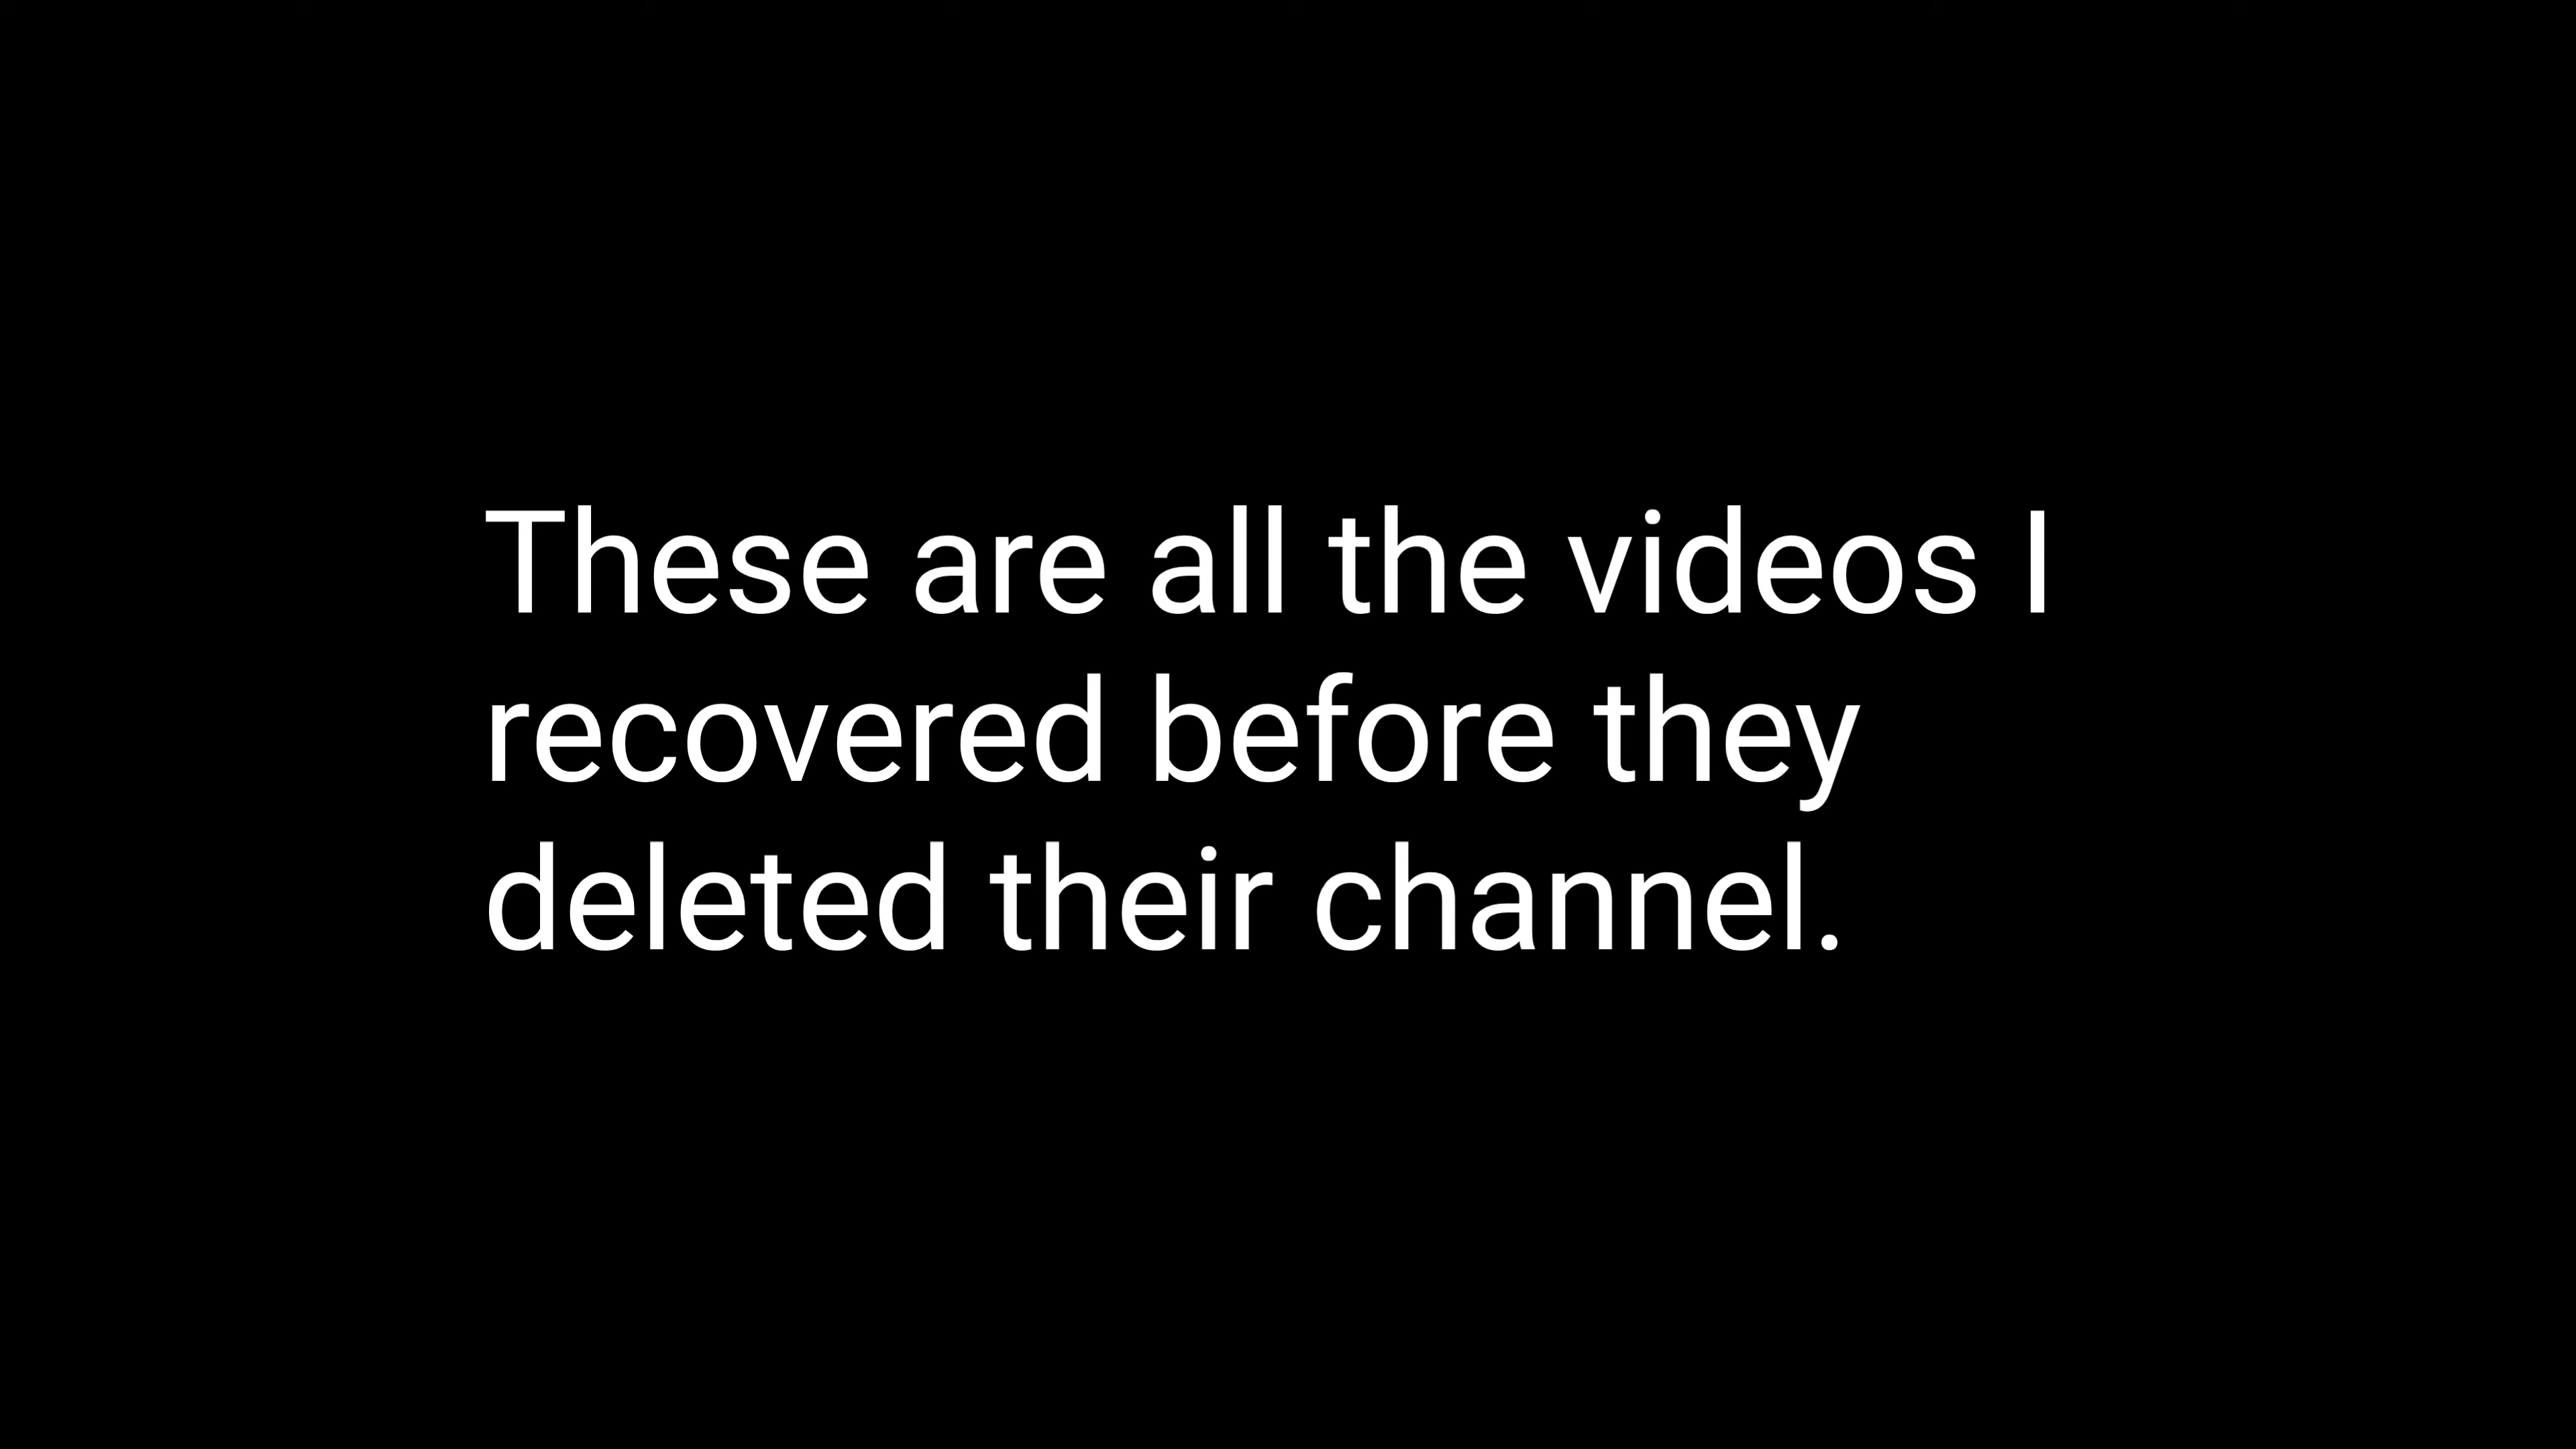 These are all the videos I
recovered before they
deleted their channel.